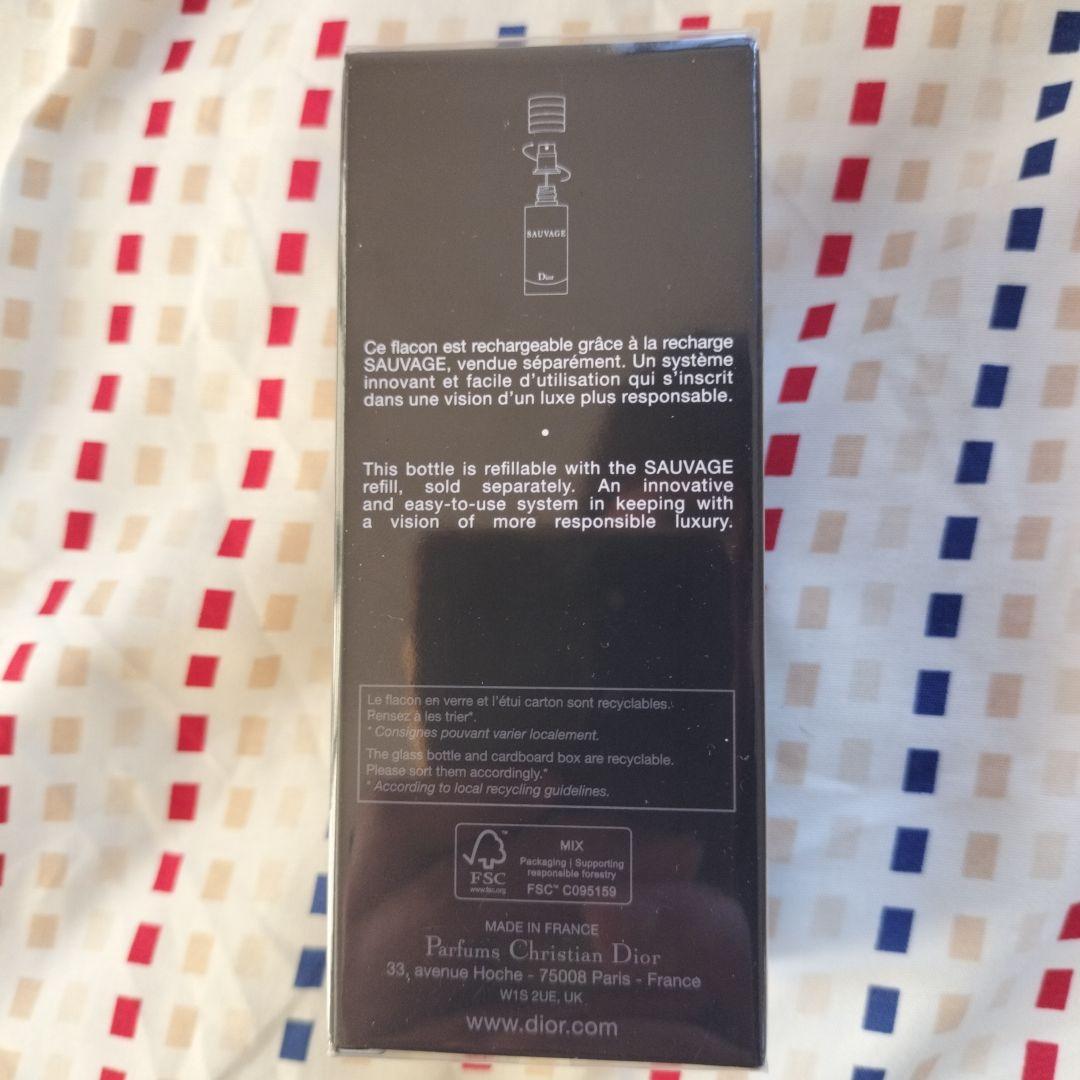 SAUVAGE
Dior
Ce flacon est rechargeable grâce à la recharge
SAUVAGE, vendue séparément. Un système
innovant et facile d'utilisation qui s'inscrit
dans une vision d'un luxe plus responsable.
•
This bottle is refillable with the SAUVAGE
refill, sold separately. An innovative
and easy-to-use system in keeping with
a vision of more responsible luxury.
Le flacon en verre et l'étui carton sont recyclables.
Pensez à les trier*.
* Consignes pouvant varier localement.
The glass bottle and cardboard box are recyclable.
Please sort them accordingly.*
* According to local recycling guidelines.
FSC™
www.fsc.org
MIX
Packaging | Supporting
responsible forestry
FSC™ C095159
MADE IN FRANCE
Parfums Christian Dior
33, avenue Hoche - 75008 Paris - France
W1S 2UE, UK
www.dior.com